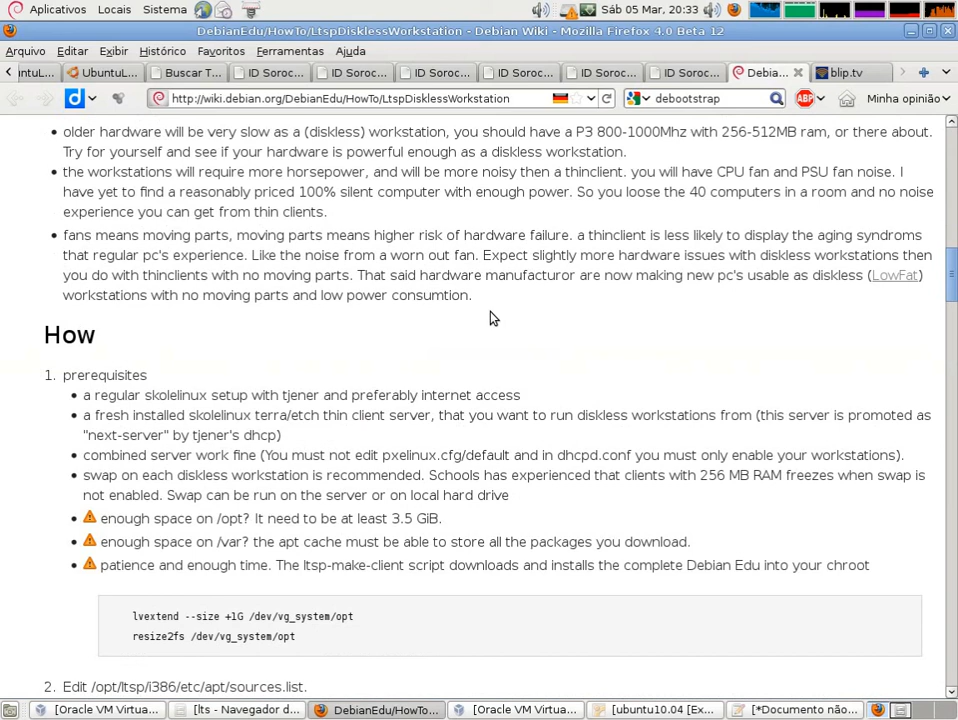 Aplicativos Locais Sistema Sáb 05 Mar, 20:33
DebianEdu/HowTo/LtspDisklessWorkstation - Debian Wiki - Mozilla Firefox 4.0 Beta 12
Arquivo Editar Exibir Histórico Favoritos Ferramentas Ajuda
untuL... UbuntuL... Buscar T... ID Soroc... ID Soroc... ID Soroc... ID Soroc... ID Soroc... ID Soroc... Debia... blip.tv
http://wiki.debian.org/DebianEdu/HowTo/LtspDisklessWorkstation debootstrap ABP Minha opinião
older hardware will be very slow as a (diskless) workstation, you should have a P3 800-1000Mhz with 256-512MB ram, or there about.
Try for yourself and see if your hardware is powerful enough as a diskless workstation.
the workstations will require more horsepower, and will be more noisy then a thinclient. you will have CPU fan and PSU fan noise. I
have yet to find a reasonably priced 100% silent computer with enough power. So you loose the 40 computers in a room and no noise
experience you can get from thin clients.
fans means moving parts, moving parts means higher risk of hardware failure. a thinclient is less likely to display the aging syndroms
that regular pc's experience. Like the noise from a worn out fan. Expect slightly more hardware issues with diskless workstations then
you do with thinclients with no moving parts. That said hardware manufacturor are now making new pc's usable as diskless (LowFat)
workstations with no moving parts and low power consumtion.
How
1. prerequisites
a regular skolelinux setup with tjener and preferably internet access
a fresh installed skolelinux terra/etch thin client server, that you want to run diskless workstations from (this server is promoted as
"next-server" by tjener's dhcp)
combined server work fine (You must not edit pxelinux.cfg/default and in dhcpd.conf you must only enable your workstations).
swap on each diskless workstation is recommended. Schools has experienced that clients with 256 MB RAM freezes when swap is
not enabled. Swap can be run on the server or on local hard drive
enough space on /opt? It need to be at least 3.5 GiB.
enough space on /var? the apt cache must be able to store all the packages you download.
patience and enough time. The ltsp-make-client script downloads and installs the complete Debian Edu into your chroot
lvextend --size +1G /dev/vg_system/opt
resize2fs /dev/vg_system/opt
2. Edit /opt/ltsp/i386/etc/apt/sources.list.
[Oracle VM Virtua... [lts - Navegador d... DebianEdu/HowTo... [Oracle VM Virtua... [ubuntu10.04 [Ex... [*Documento não...